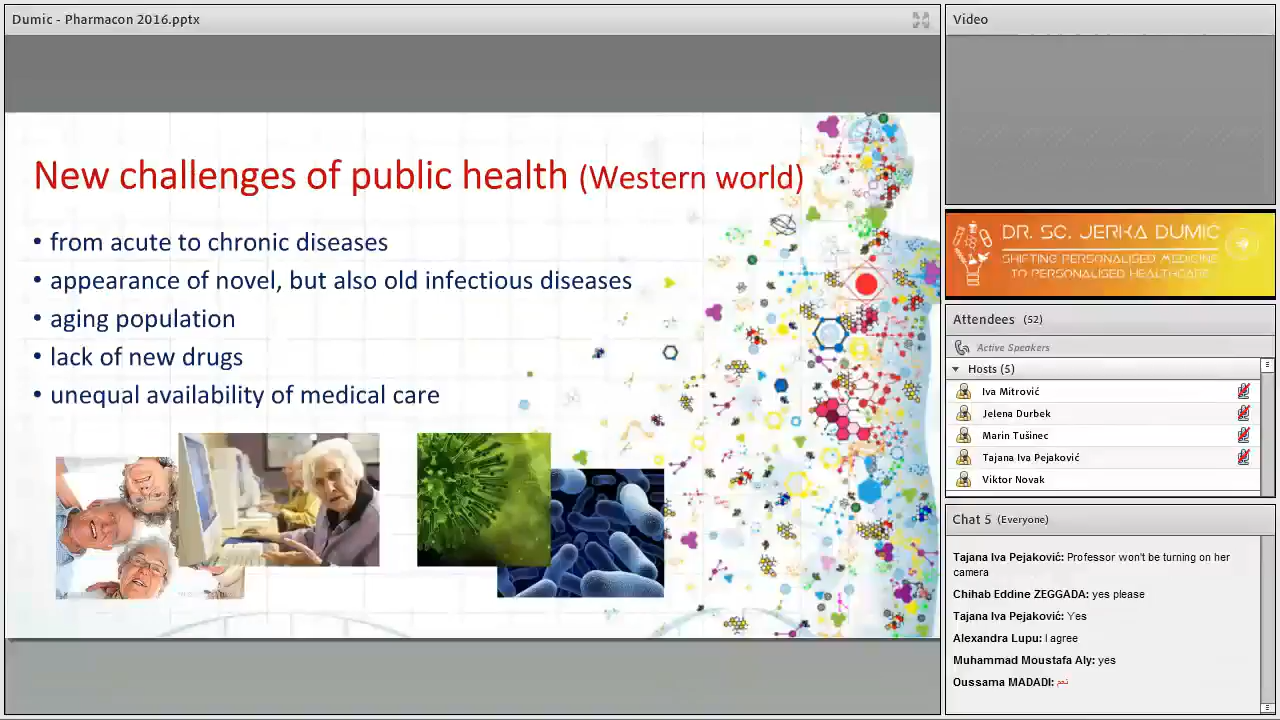 Dumic - Pharmacon 2016.pptx
New challenges of public health (Western world)
• from acute to chronic diseases
• appearance of novel, but also old infectious diseases
• aging population
• lack of new drugs
• unequal availability of medical care
Video
DR. SC. JERKA DUMIC
SHIFTING PERSONALISED MEDICINE
TO PERSONALISED HEALTHCARE
Attendees (52)
Active Speakers
Hosts (5)
Iva Mitrović
Jelena Durbek
Marin Tušinec
Tajana Iva Pejaković
Viktor Novak
Chat 5 (Everyone)
Tajana Iva Pejaković: Professor won't be turning on her
camera
Chihab Eddine ZEGGADA: yes please
Tajana Iva Pejaković: Yes
Alexandra Lupu: I agree
Muhammad Moustafa Aly: yes
Oussama MADADI: نعم